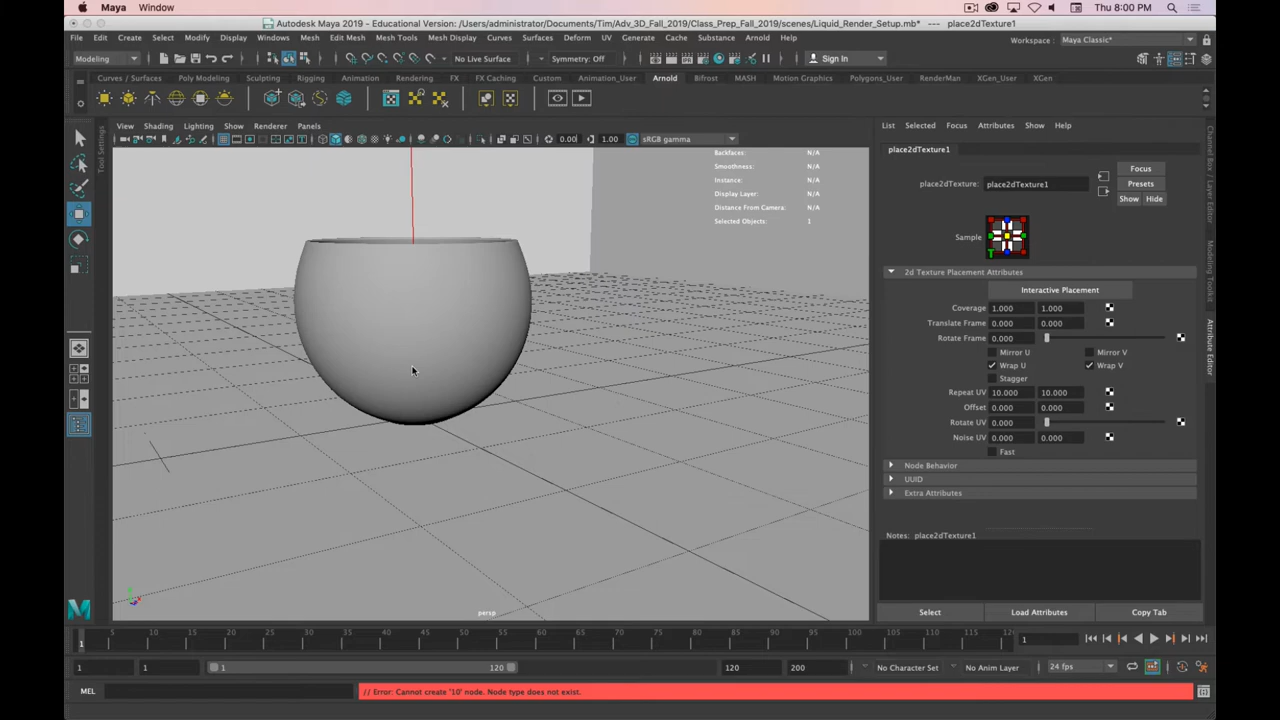 Maya Window Thu 8:00 PM
Autodesk Maya 2019 - Educational Version: /Users/administrator/Documents/Tim/Adv_3D_Fall_2019/Class_Prep_Fall_2019/scenes/Liquid_Render_Setup.mb* --- place2dTexture1
File Edit Create Select Modify Display Windows Mesh Edit Mesh Mesh Tools Mesh Display Curves Surfaces Deform UV Generate Cache Substance Arnold Help Workspace : Maya Classic*
Modeling No Live Surface Symmetry: Off Sign In
Curves / Surfaces Poly Modeling Sculpting Rigging Animation Rendering FX FX Caching Custom Animation_User Arnold Bifrost MASH Motion Graphics Polygons_User RenderMan XGen_User XGen
View Shading Lighting Show Renderer Panels
0.00 1.00 sRGB gamma
Backfaces: N/A
Smoothness: N/A
Instance: N/A
Display Layer: N/A
Distance From Camera: N/A
Selected Objects: 1
persp
Tool Settings
List Selected Focus Attributes Show Help
place2dTexture1
Focus
place2dTexture: place2dTexture1 Presets
Show Hide
Sample
2d Texture Placement Attributes
Interactive Placement
Coverage 1.000 1.000
Translate Frame 0.000 0.000
Rotate Frame 0.000
Mirror U Mirror V
Wrap U Wrap V
Stagger
Repeat UV 10.000 10.000
Offset 0.000 0.000
Rotate UV 0.000
Noise UV 0.000 0.000
Fast
Node Behavior
UUID
Extra Attributes
Notes: place2dTexture1
Select Load Attributes Copy Tab
Channel Box / Layer Editor
Modeling Toolkit
Attribute Editor
1 5 10 15 20 25 30 35 40 45 50 55 60 65 70 75 80 85 90 95 100 105 110 115 12 1
1 1 1 120 120 200 No Character Set No Anim Layer 24 fps
MEL // Error: Cannot create '10' node. Node type does not exist.